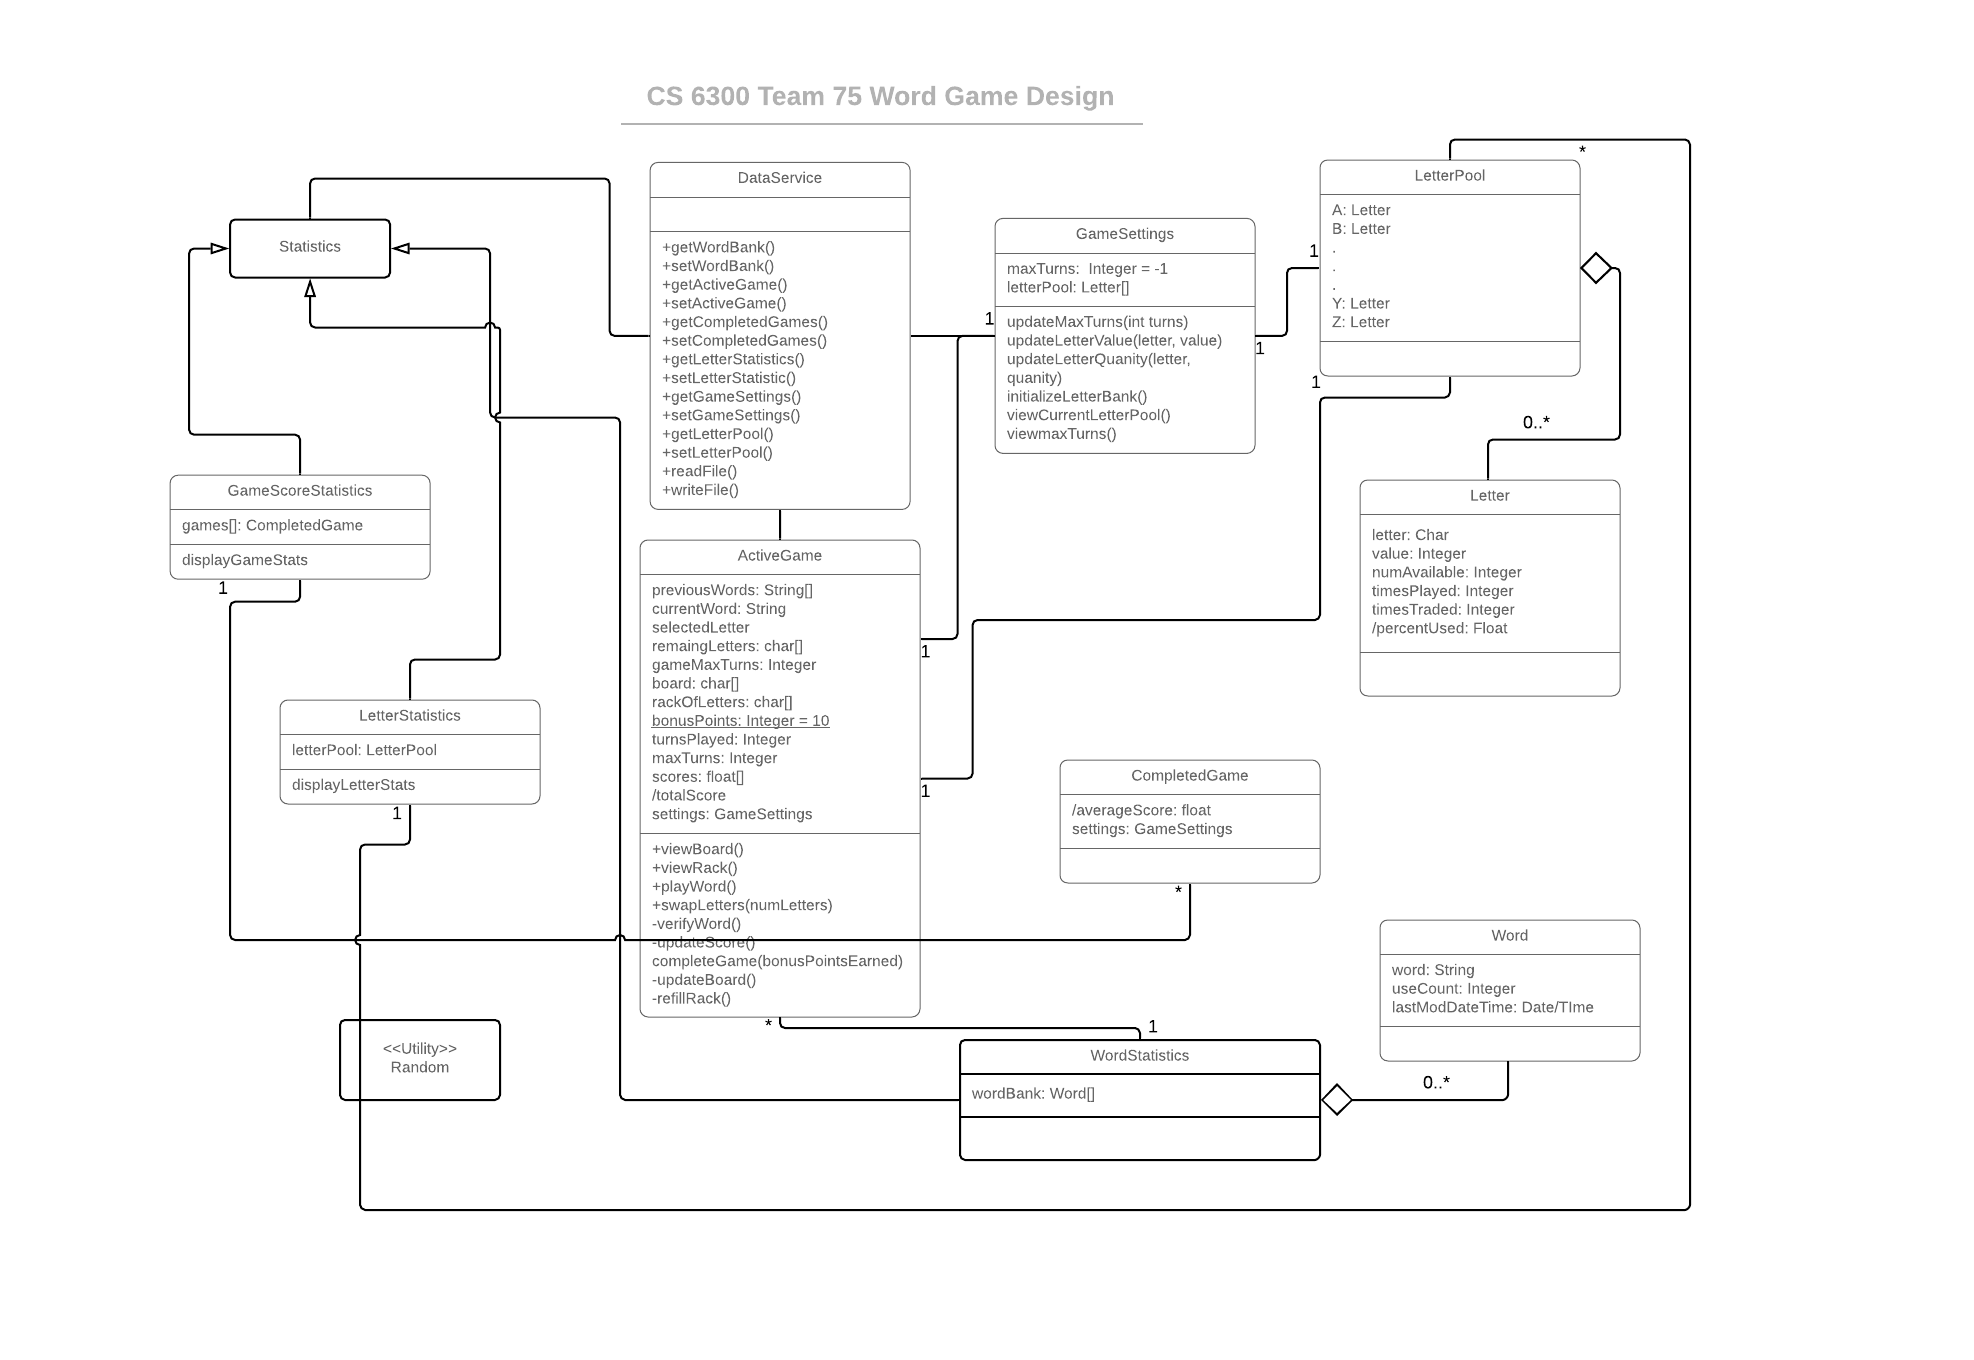 CS 6300 Team 75 Word Game Design
Statistics
DataService
+getWordBank()
+setWordBank()
+getActiveGame()
+setActiveGame()
+getCompletedGames()
+setCompletedGames()
+getLetterStatistics()
+setLetterStatistic()
+getGameSettings()
+setGameSettings()
+getLetterPool()
+setLetterPool()
+readFile()
+writeFile()
1
GameSettings
maxTurns:  Integer = -1
letterPool: Letter[]
updateMaxTurns(int turns)
updateLetterValue(letter, value)
updateLetterQuanity(letter,
quanity)
initializeLetterBank()
viewCurrentLetterPool()
viewmaxTurns()
1
1
*
LetterPool
A: Letter
B: Letter
.
.
.
Y: Letter
Z: Letter
1
0..*
Letter
letter: Char
value: Integer
numAvailable: Integer
timesPlayed: Integer
timesTraded: Integer
/percentUsed: Float
GameScoreStatistics
games[]: CompletedGame
displayGameStats
1
LetterStatistics
letterPool: LetterPool
displayLetterStats
1
ActiveGame
previousWords: String[]
currentWord: String
selectedLetter
remaingLetters: char[]
gameMaxTurns: Integer
board: char[]
rackOfLetters: char[]
bonusPoints: Integer = 10
turnsPlayed: Integer
maxTurns: Integer
scores: float[]
/totalScore
settings: GameSettings
+viewBoard()
+viewRack()
+playWord()
+swapLetters(numLetters)
-verifyWord()
-updateScore()
completeGame(bonusPointsEarned)
-updateBoard()
-refillRack()
1
1
*
CompletedGame
/averageScore: float
settings: GameSettings
*
Word
word: String
useCount: Integer
lastModDateTime: Date/TIme
0..*
1
WordStatistics
wordBank: Word[]
<<Utility>>
Random